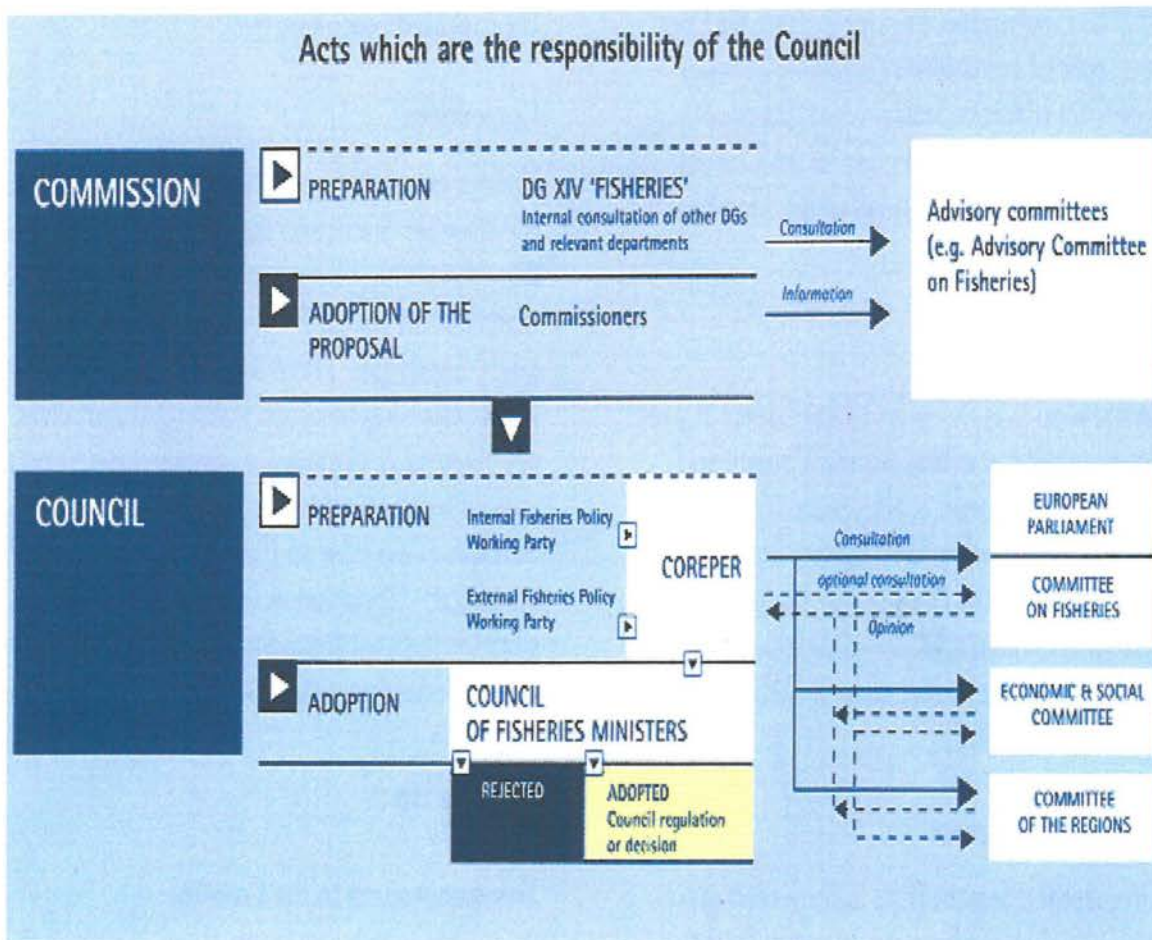 Acts which are the responsibility of the Council
COMMISSION
PREPARATION
DG XIV 'FISHERIES'
Internal consultation of other DGs
and relevant departments
Consultation
Advisory committees
(e.g. Advisory Committee
on Fisheries)
ADOPTION OF THE
PROPOSAL
Commissioners
Information
COUNCIL
PREPARATION
Internal Fisheries Policy
Working Party
External Fisheries Policy
Working Party
COREPER
Consultation
optional consultation
Opinion
EUROPEAN
PARLIAMENT
COMMITTEE
ON FISHERIES
ECONOMIC & SOCIAL
COMMITTEE
COMMITTEE
OF THE REGIONS
ADOPTION
COUNCIL
OF FISHERIES MINISTERS
REJECTED
ADOPTED
Council regulation
or decision